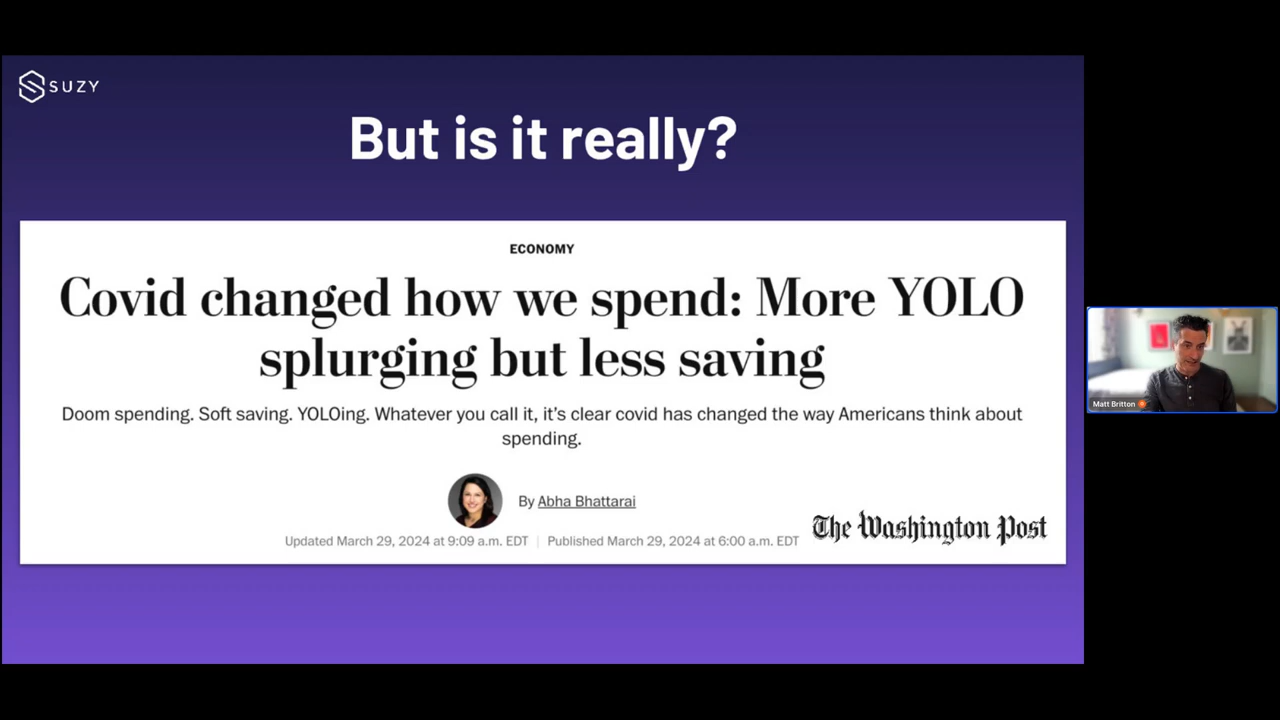 SUZY
But is it really?
ECONOMY
Covid changed how we spend: More YOLO
splurging but less saving
Doom spending. Soft saving. YOLOing. Whatever you call it, it's clear covid has changed the way Americans think about
spending.
By Abha Bhattarai
Updated March 29, 2024 at 9:09 a.m. EDT | Published March 29, 2024 at 6:00 a.m. EDT
The Washington Post
Matt Britton